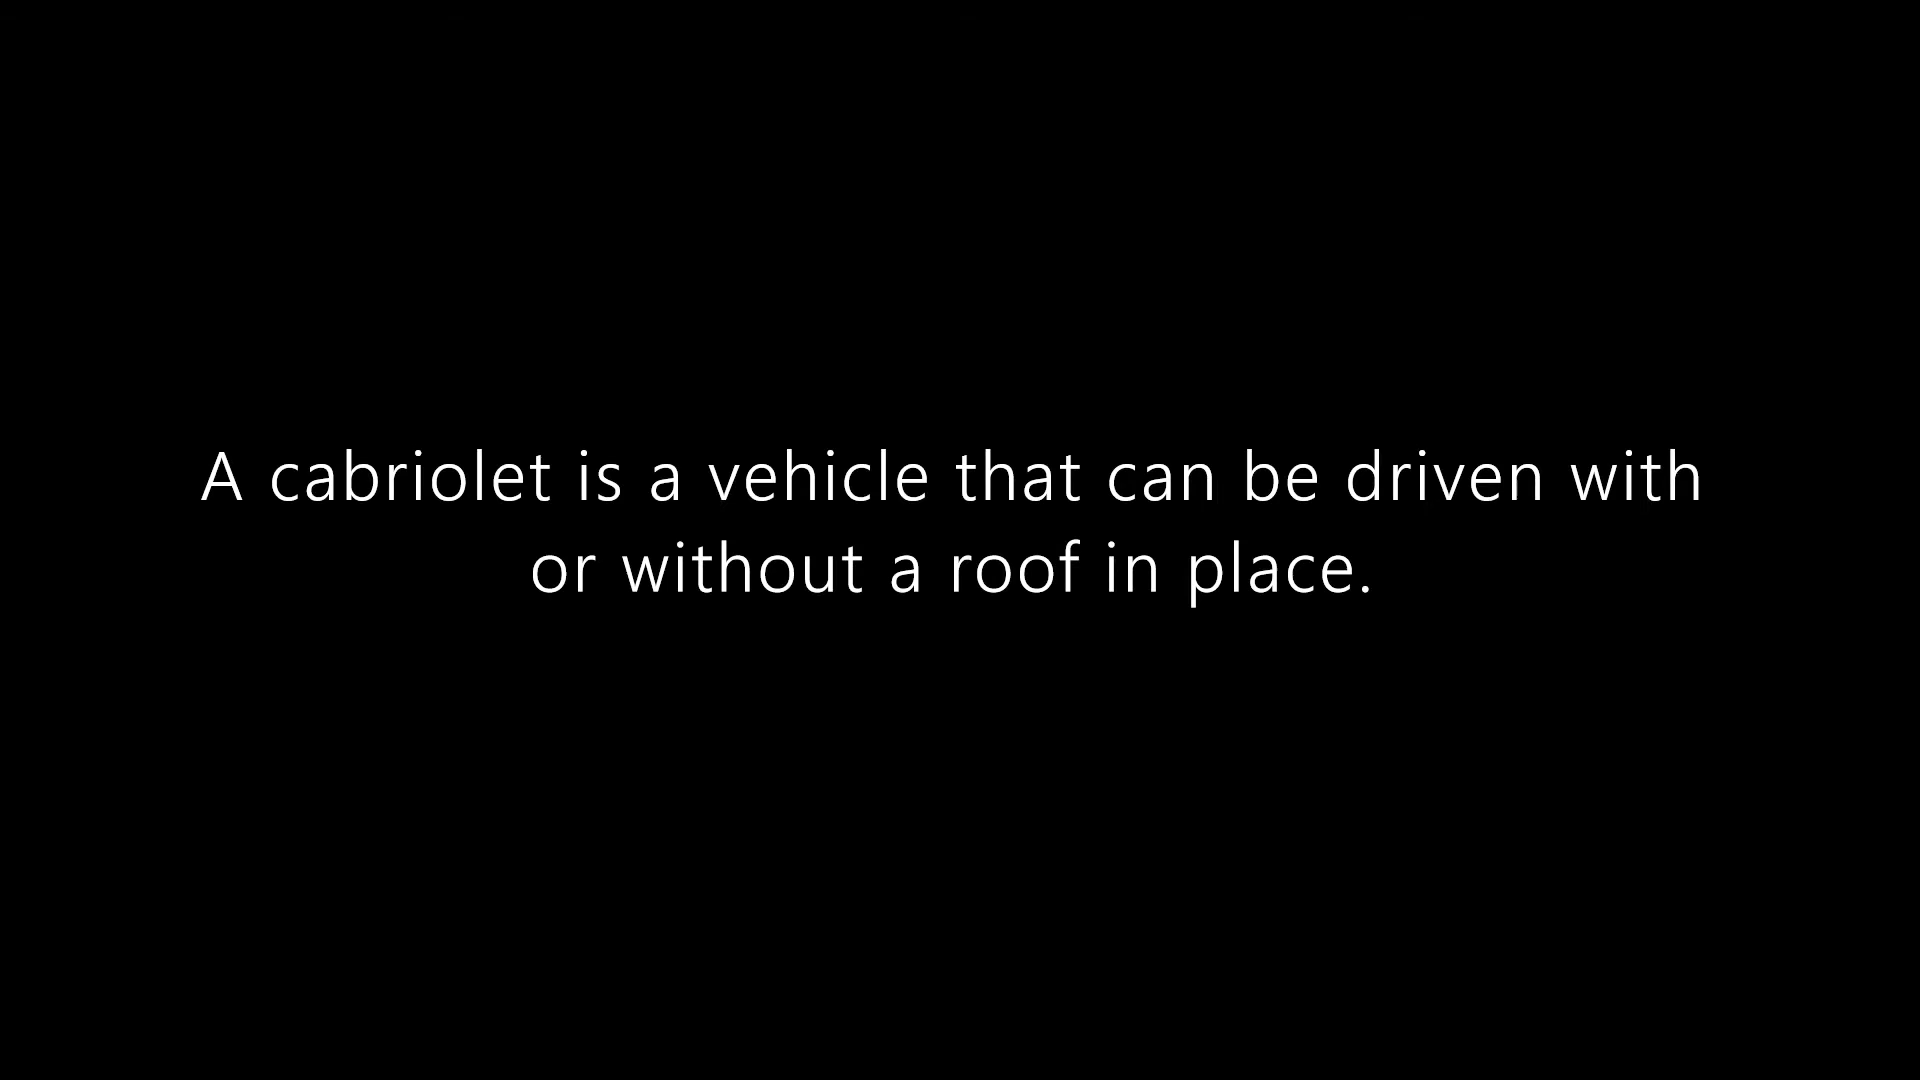 A cabriolet is a vehicle that can be driven with
or without a roof in place.